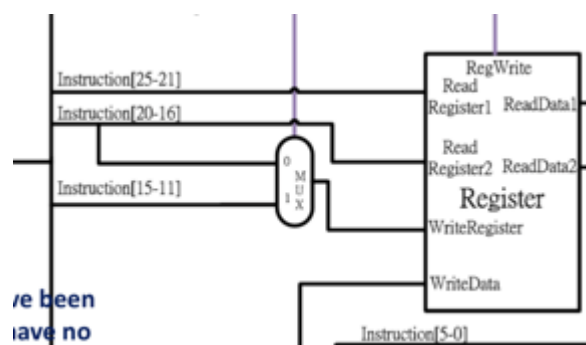 Instruction[25-21]
Instruction[20-16]
Instruction[15-11]
0
M
U
X
1
RegWrite
Read
Register1
ReadData1
Read
Register2
ReadData2
Register
WriteRegister
WriteData
ve been
have no
Instruction[5-0]